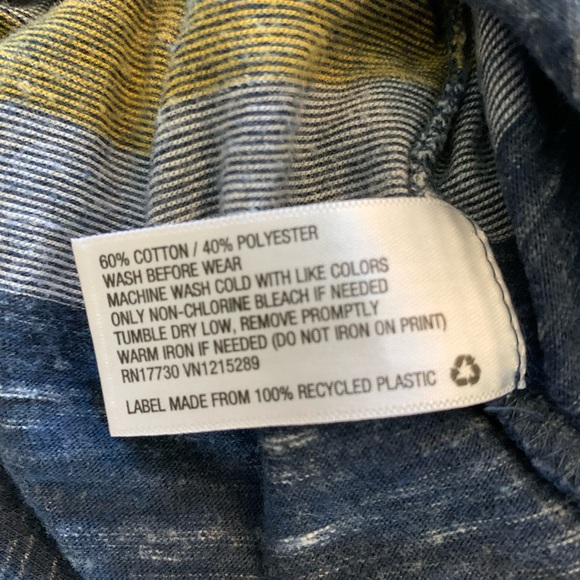 60% COTTON / 40% POLYESTER
WASH BEFORE WEAR
MACHINE WASH COLD WITH LIKE COLORS
ONLY NON-CHLORINE BLEACH IF NEEDED
TUMBLE DRY LOW, REMOVE PROMPTLY
WARM IRON IF NEEDED (DO NOT IRON ON PRINT)
RN17730 VN1215289
LABEL MADE FROM 100% RECYCLED PLASTIC